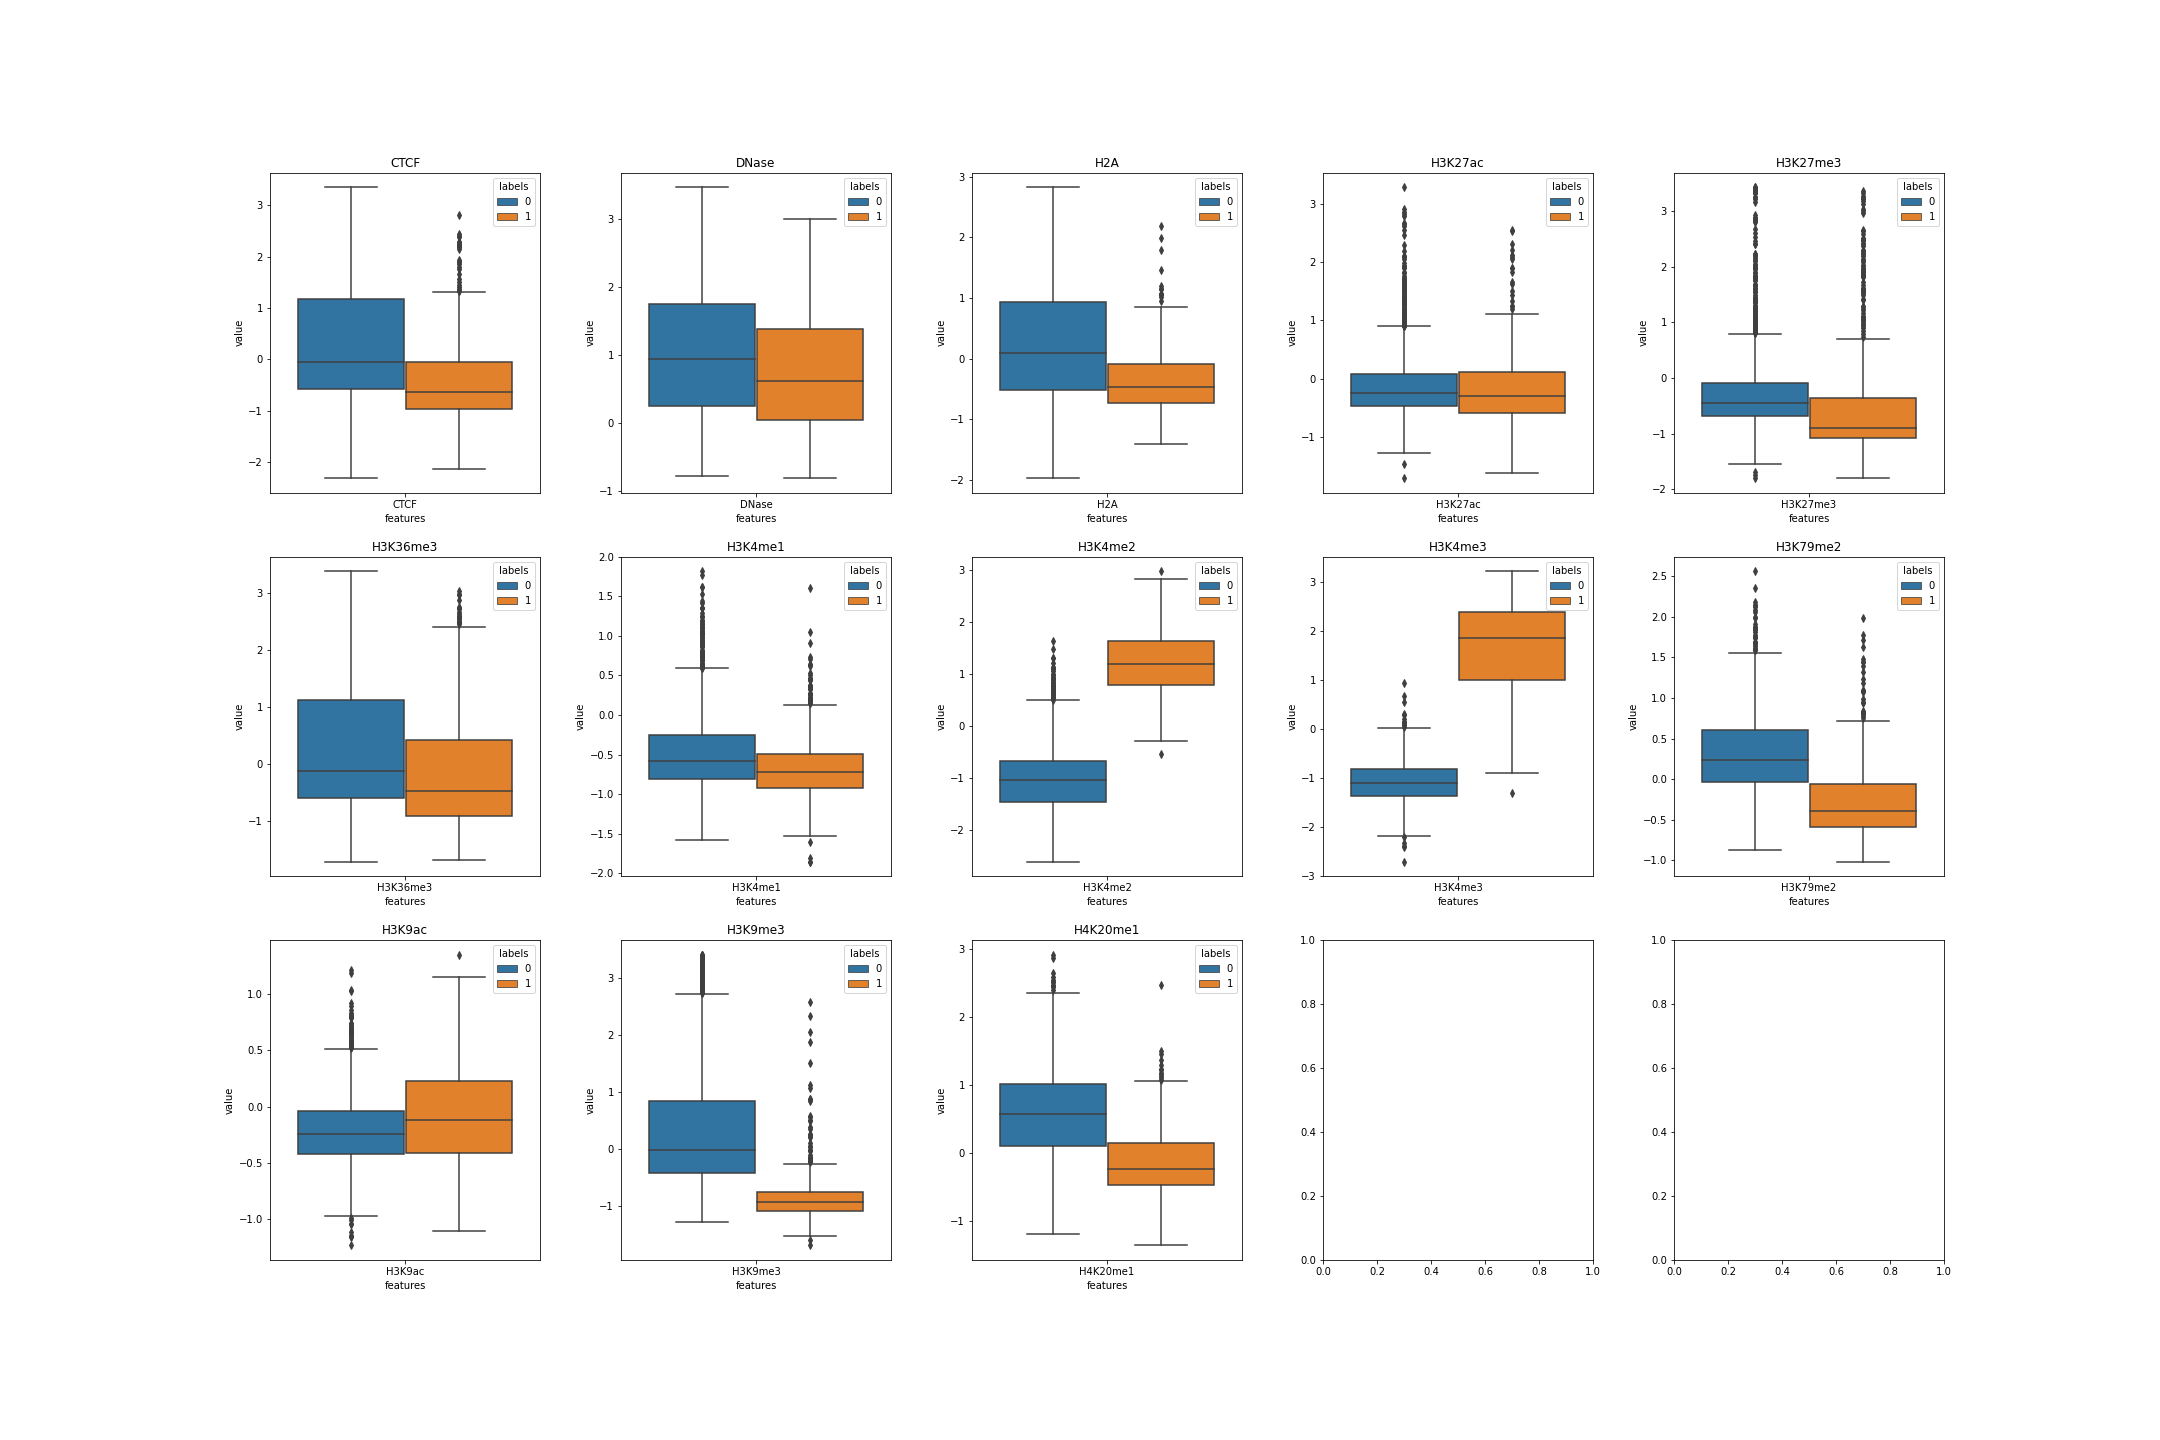 CTCF
labels
0
1
3
2
1
0
−1
−2
value
CTCF
features
DNase
labels
0
1
3
2
1
0
−1
value
DNase
features
H2A
labels
0
1
3
2
1
0
−1
−2
value
H2A
features
H3K27ac
labels
0
1
3
2
1
0
−1
value
H3K27ac
features
H3K27me3
labels
0
1
3
2
1
0
−1
−2
value
H3K27me3
features
H3K36me3
labels
0
1
3
2
1
0
−1
value
H3K36me3
features
H3K4me1
labels
0
1
2.0
1.5
1.0
0.5
0.0
−0.5
−1.0
−1.5
−2.0
value
H3K4me1
features
H3K4me2
labels
0
1
3
2
1
0
−1
−2
value
H3K4me2
features
H3K4me3
labels
0
1
3
2
1
0
−1
−2
−3
value
H3K4me3
features
H3K79me2
labels
0
1
2.5
2.0
1.5
1.0
0.5
0.0
−0.5
−1.0
value
H3K79me2
features
H3K9ac
labels
0
1
1.0
0.5
0.0
−0.5
−1.0
value
H3K9ac
features
H3K9me3
labels
0
1
3
2
1
0
−1
value
H3K9me3
features
H4K20me1
labels
0
1
3
2
1
0
−1
value
H4K20me1
features
1.0
0.8
0.6
0.4
0.2
0.0
0.0 0.2 0.4 0.6 0.8 1.0
1.0
0.8
0.6
0.4
0.2
0.0
0.0 0.2 0.4 0.6 0.8 1.0